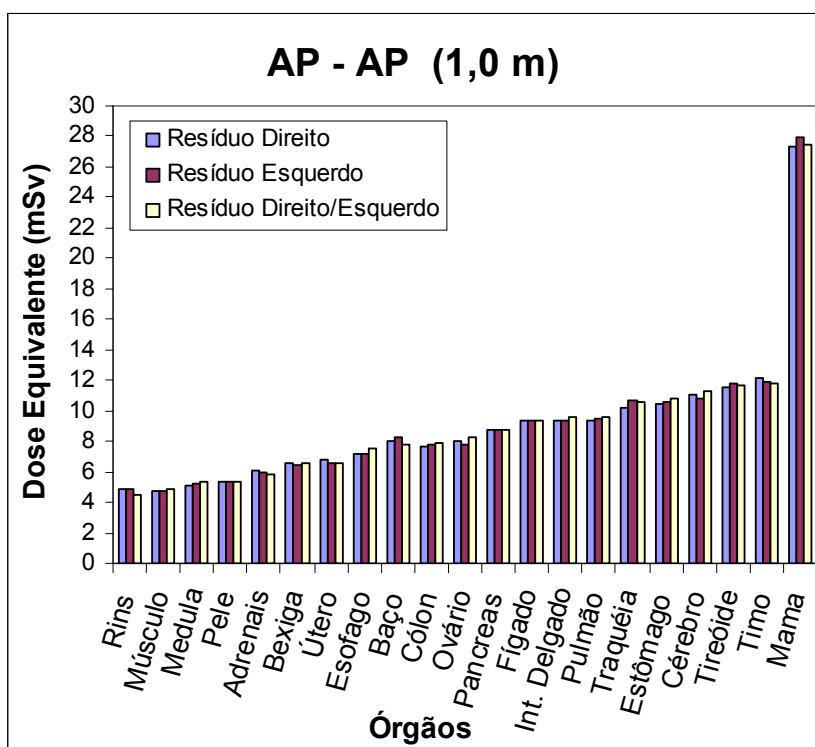 AP - AP (1,0 m)
Dose Equivalente (mSv)
30
28
26
24
22
20
18
16
14
12
10
8
6
4
2
0
Resíduo Direito
Resíduo Esquerdo
Resíduo Direito/Esquerdo
Rins
Músculo
Medula
Pele
Adrenais
Bexiga
Útero
Esofago
Baço
Cólon
Ovário
Pancreas
Fígado
Int. Delgado
Pulmão
Traquéia
Estômago
Cérebro
Tireóide
Timo
Mama
Órgãos